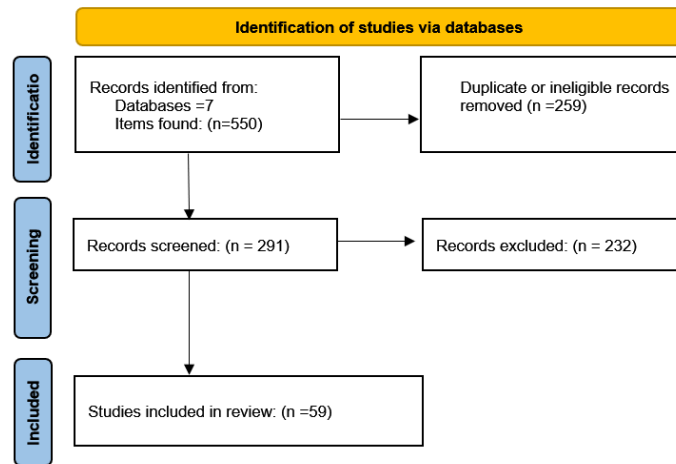 Identification of studies via databases
Identificatio
Records identified from:
Databases =7
Items found: (n=550)
Duplicate or ineligible records
removed (n =259)
Screening
Records screened: (n = 291)
Records excluded: (n = 232)
Included
Studies included in review: (n =59)